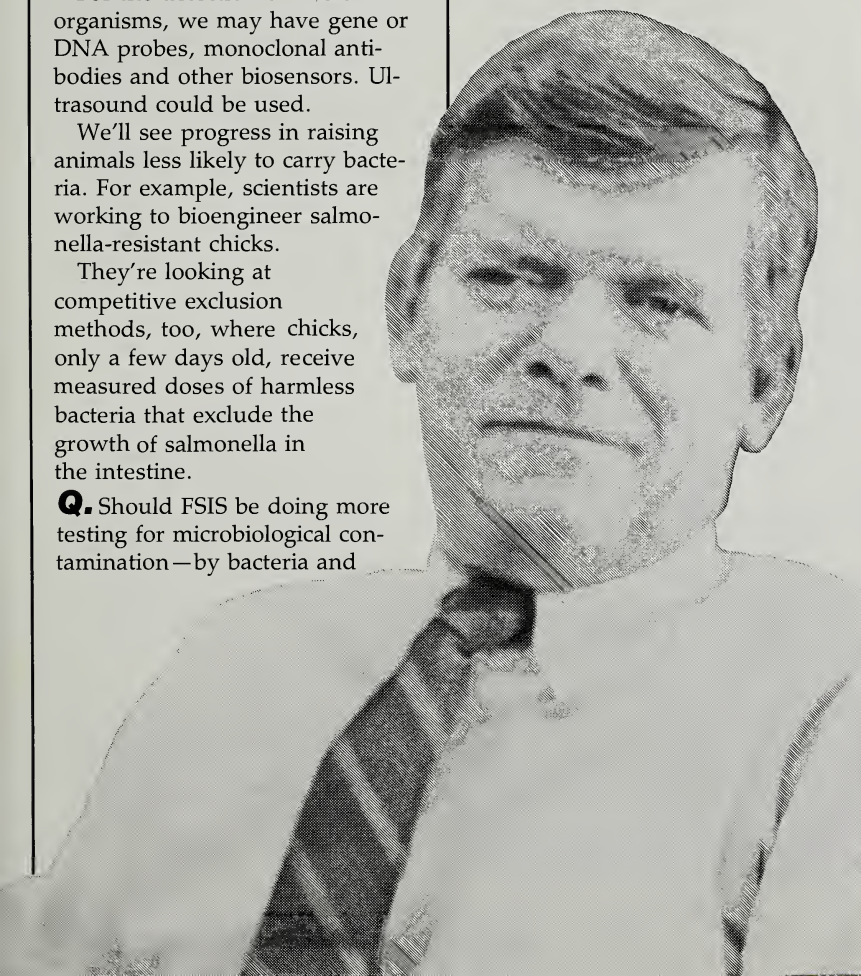 organisms, we may have gene or
DNA probes, monoclonal anti-
bodies and other biosensors. Ul-
trasound could be used.
We'll see progress in raising
animals less likely to carry bacte-
ria. For example, scientists are
working to bioengineer salmo-
nella-resistant chicks.
They're looking at
competitive exclusion
methods, too, where chicks,
only a few days old, receive
measured doses of harmless
bacteria that exclude the
growth of salmonella in
the intestine.
Q. Should FSIS be doing more
testing for microbiological con-
tamination—by bacteria and